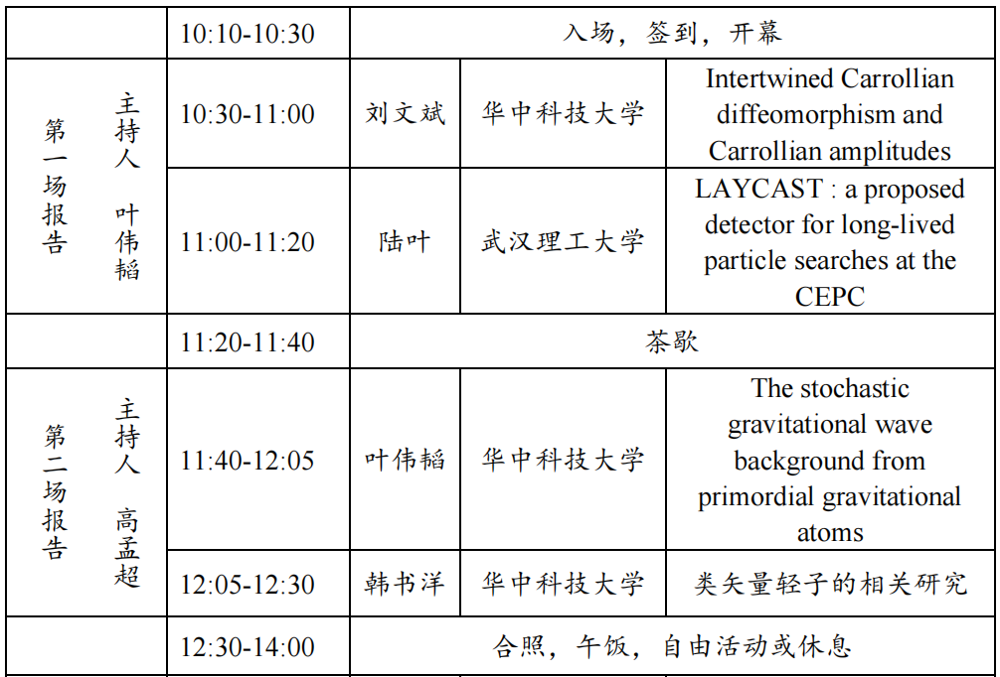 10:10-10:30
入场，签到，开幕
第一场报告
主持人 叶伟韬
10:30-11:00
刘文斌
华中科技大学
Intertwined Carrollian
diffeomorphism and
Carrollian amplitudes
11:00-11:20
陆叶
武汉理工大学
LAYCAST : a proposed
detector for long-lived
particle searches at the
CEPC
11:20-11:40
茶歇
第二场报告
主持人 高孟超
11:40-12:05
叶伟韬
华中科技大学
The stochastic
gravitational wave
background from
primordial gravitational
atoms
12:05-12:30
韩书洋
华中科技大学
类矢量轻子的相关研究
12:30-14:00
合照，午饭，自由活动或休息